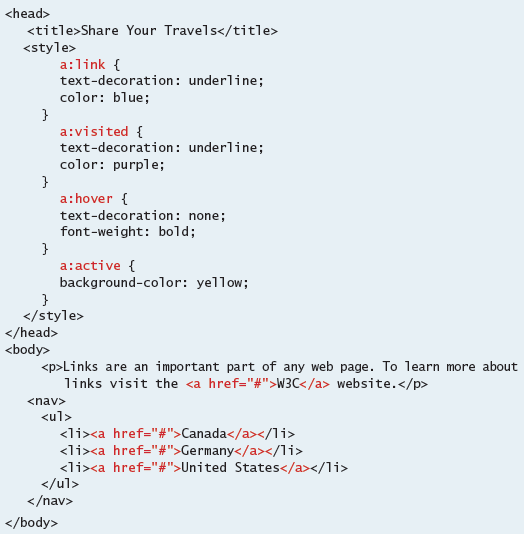 <head>
<title>Share Your Travels</title>
<style>
a:link {
text-decoration: underline;
color: blue;
}
a:visited {
text-decoration: underline;
color: purple;
}
a:hover {
text-decoration: none;
font-weight: bold;
}
a:active {
background-color: yellow;
}
</style>
</head>
<body>
<p>Links are an important part of any web page. To learn more about
links visit the <a href="#">W3C</a> website.</p>
<nav>
<ul>
<li><a href="#">Canada</a></li>
<li><a href="#">Germany</a></li>
<li><a href="#">United States</a></li>
</ul>
</nav>
</body>